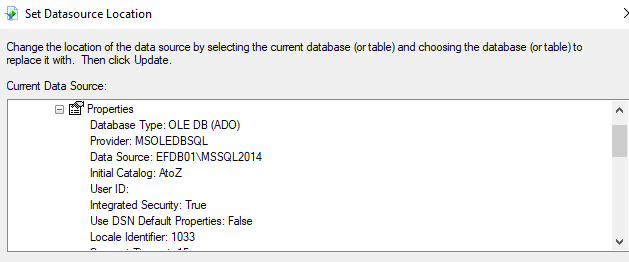 Set Datasource Location
Change the location of the data source by selecting the current database (or table) and choosing the database (or table) to
replace it with. Then click Update.
Current Data Source:
Properties
Database Type: OLE DB (ADO)
Provider: MSOLEDBSQL
Data Source: EFDB01\MSSQL2014
Initial Catalog: AtoZ
User ID:
Integrated Security: True
Use DSN Default Properties: False
Locale Identifier: 1033